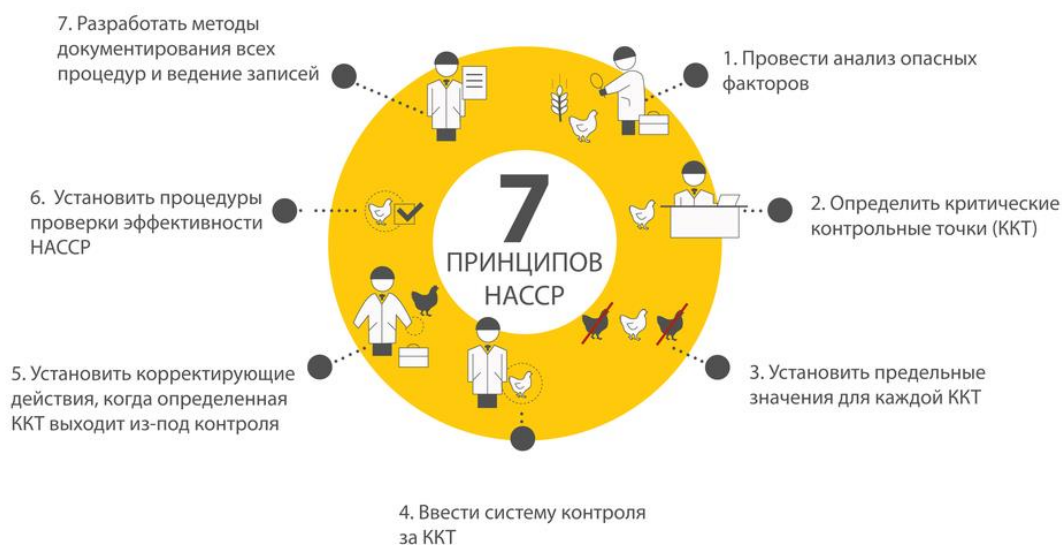 7
ПРИНЦИПОВ
НАССР
1. Провести анализ опасных
факторов
2. Определить критические
контрольные точки (ККТ)
3. Установить предельные
значения для каждой ККТ
4. Ввести систему контроля
за ККТ
5. Установить корректирующие
действия, когда определенная
ККТ выходит из-под контроля
6. Установить процедуры
проверки эффективности
НАССР
7. Разработать методы
документирования всех
процедур и ведение записей